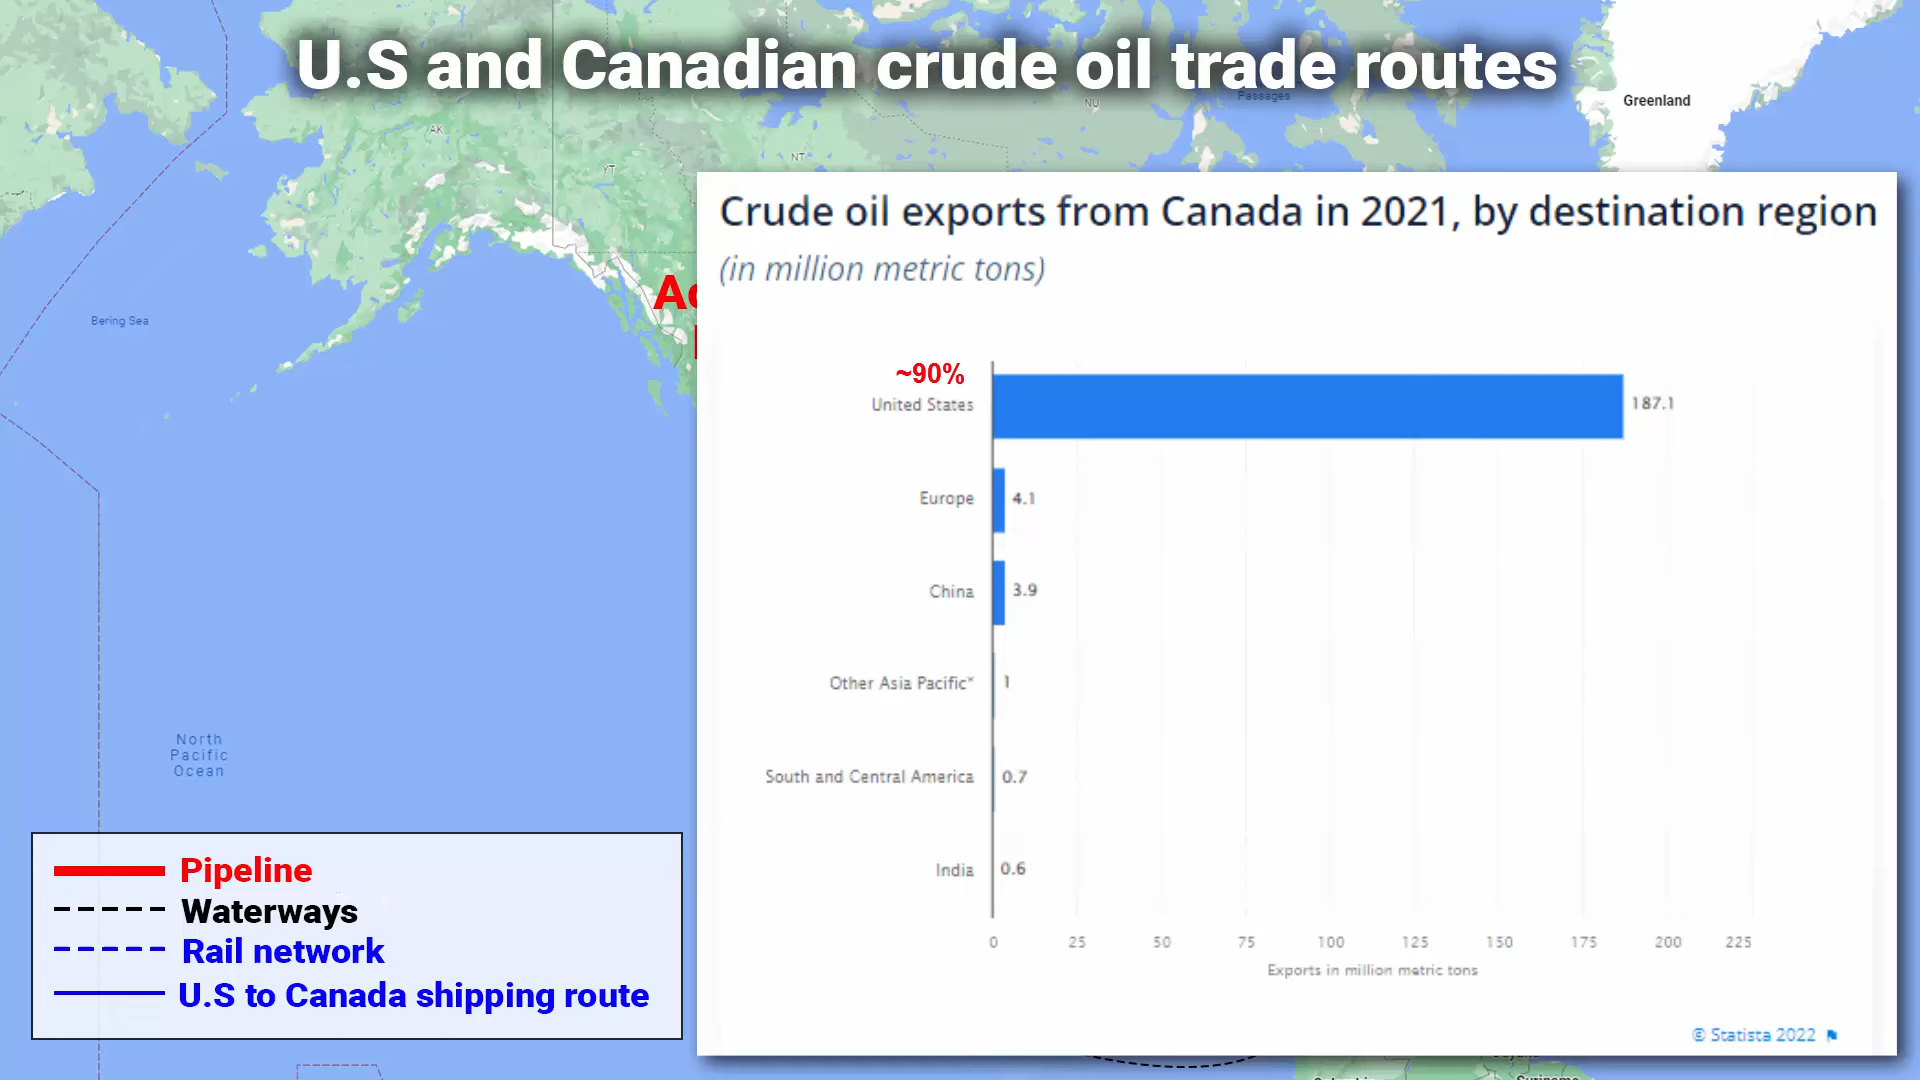 U.S and Canadian crude oil trade routes
Greenland
Passages
NU
AK
NT
YT
Crude oil exports from Canada in 2021, by destination region
(in million metric tons)
Bering Sea
~90%
United States
187.1
Europe
4.1
China
3.9
Other Asia Pacific*
1
South and Central America
0.7
India
0.6
0 25 50 75 100 125 150 175 200 225
Exports in million metric tons
© Statista 2022
North
Pacific
Ocean
Pipeline
Waterways
Rail network
U.S to Canada shipping route